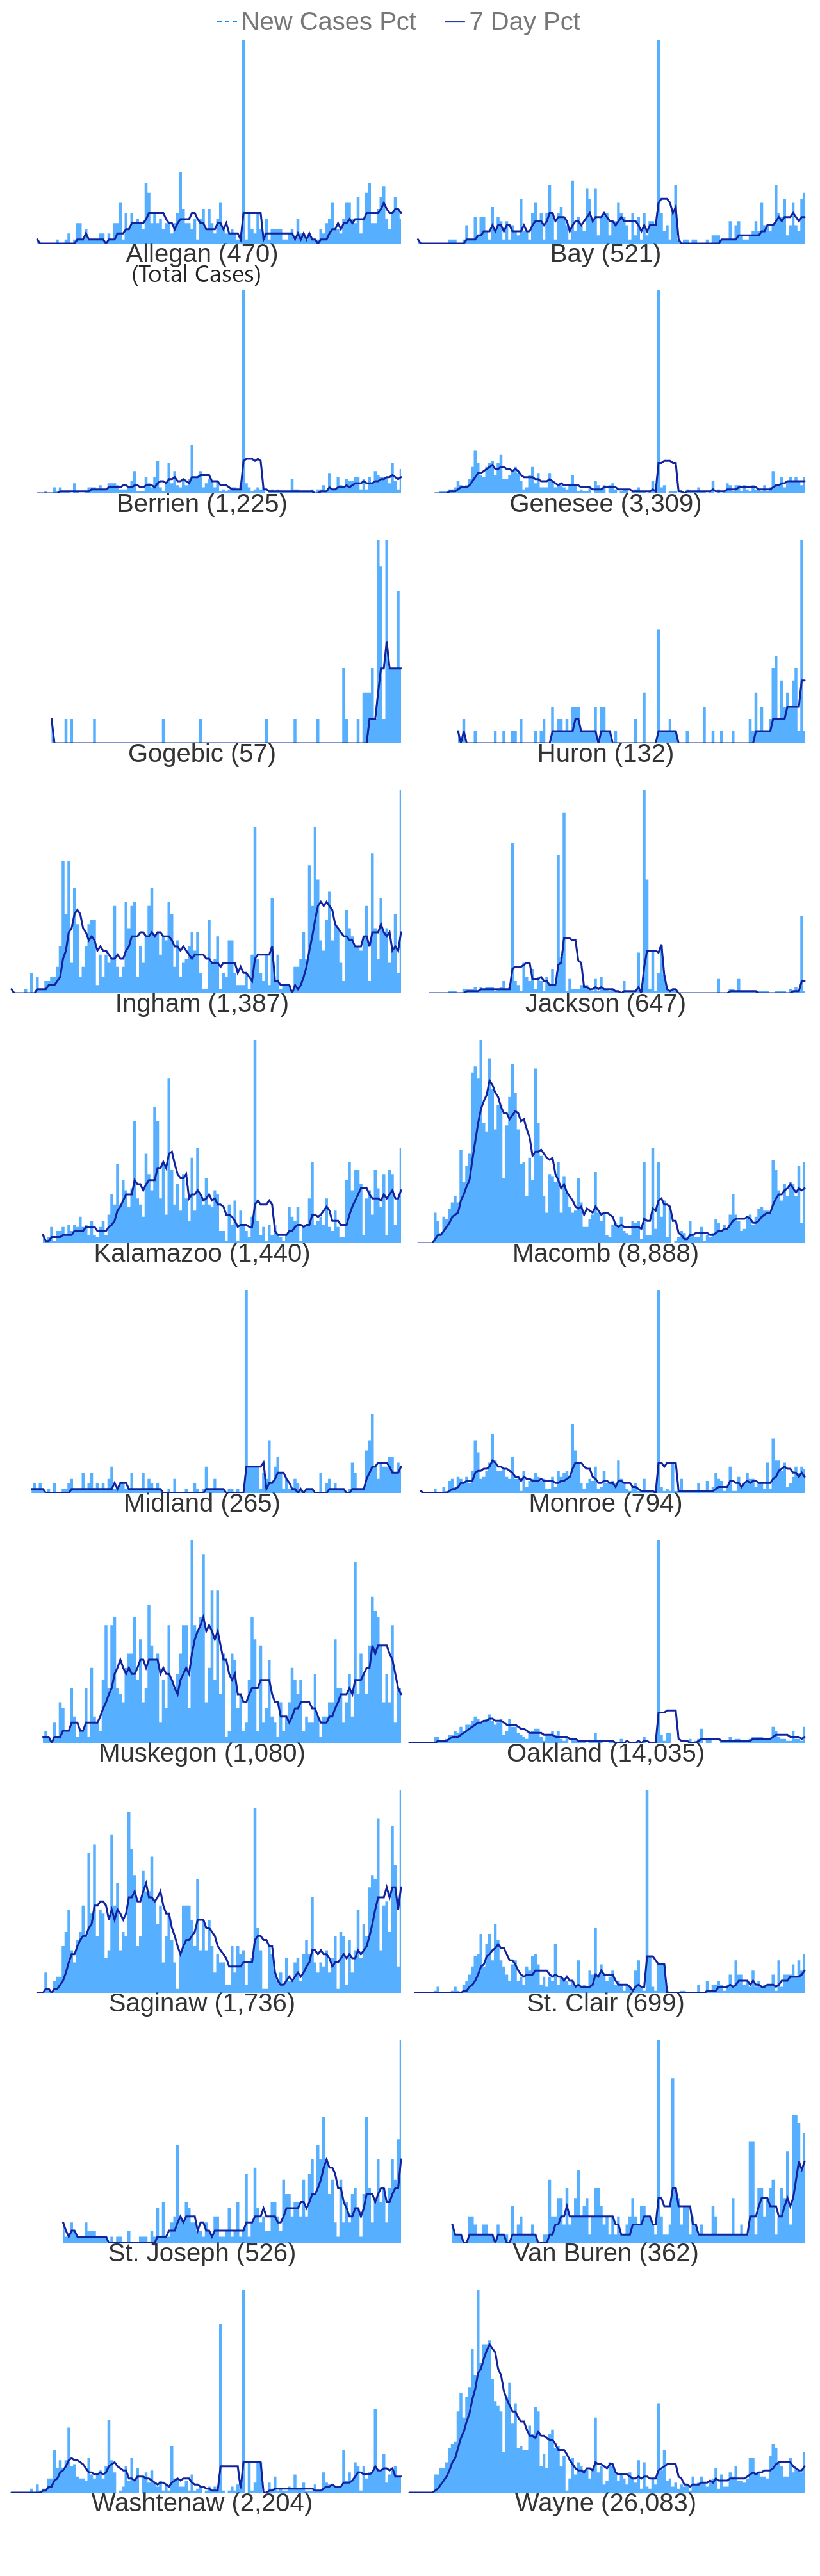 New Cases Pct 7 Day Pct
Allegan (470) Bay (521)
(Total Cases)
Berrien (1,225) Genesee (3,309)
Gogebic (57) Huron (132)
Ingham (1,387) Jackson (647)
Kalamazoo (1,440) Macomb (8,888)
Midland (265) Monroe (794)
Muskegon (1,080) Oakland (14,035)
Saginaw (1,736) St. Clair (699)
St. Joseph (526) Van Buren (362)
Washtenaw (2,204) Wayne (26,083)